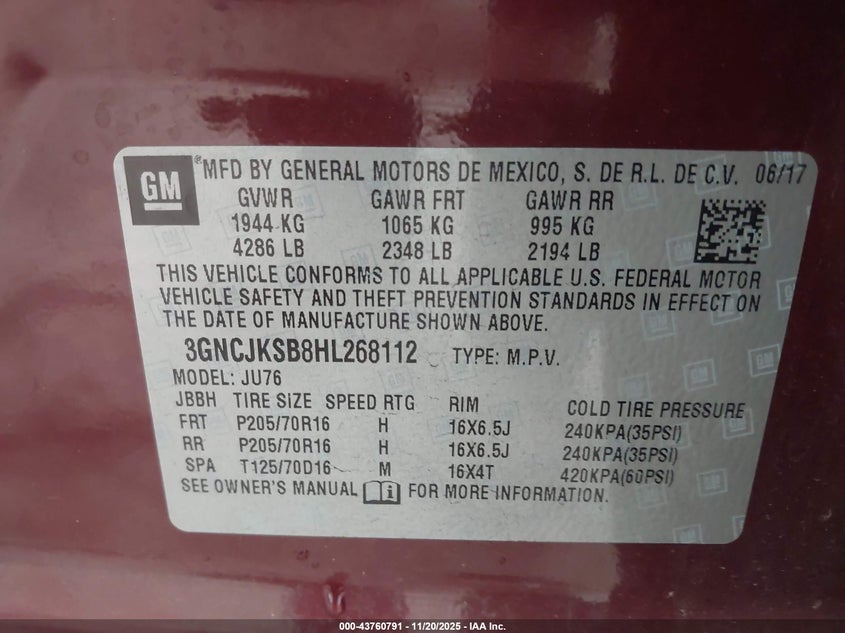 GM
® MFD BY GENERAL MOTORS DE MEXICO, S. DE R.L. DE C.V. 06/17
GVWR GAWR FRT GAWR RR
1944 KG 1065 KG 995 KG
4286 LB 2348 LB 2194 LB
THIS VEHICLE CONFORMS TO ALL APPLICABLE U.S. FEDERAL MOTOR
VEHICLE SAFETY AND THEFT PREVENTION STANDARDS IN EFFECT ON
THE DATE OF MANUFACTURE SHOWN ABOVE.
3GNCJKSB8HL268112 TYPE: M.P.V.
MODEL: JU76
JBBH TIRE SIZE SPEED RTG RIM COLD TIRE PRESSURE
FRT P205/70R16 H 16X6.5J 240KPA(35PSI)
RR P205/70R16 H 16X6.5J 240KPA(35PSI)
SPA T125/70D16 M 16X4T 420KPA(60PSI)
SEE OWNER'S MANUAL FOR MORE INFORMATION.
000-43760791 - 11/20/2025 - IAA Inc.